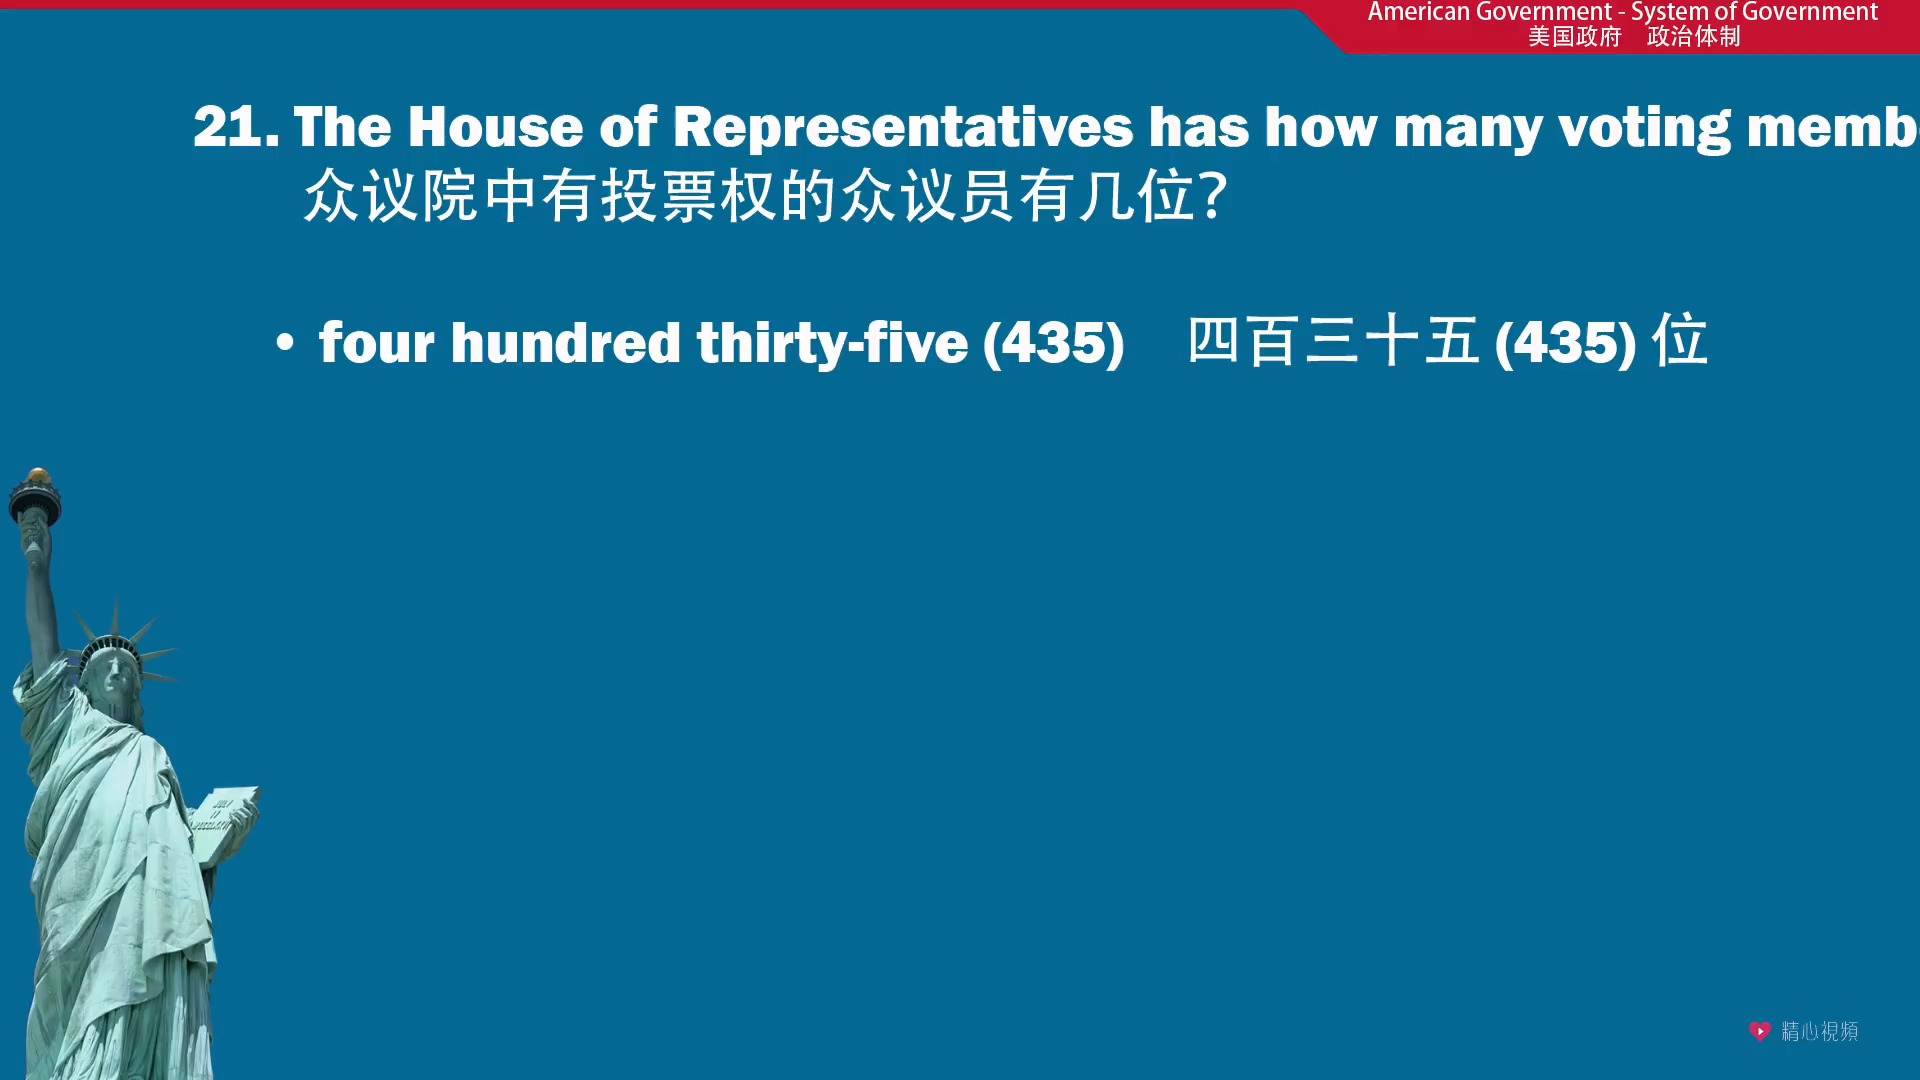 American Government - System of Government
美国政府 政治体制
21. The House of Representatives has how many voting memb
众议院中有投票权的众议员有几位?
• four hundred thirty-five (435) 四百三十五 (435) 位
JULY
IV
精心視頻